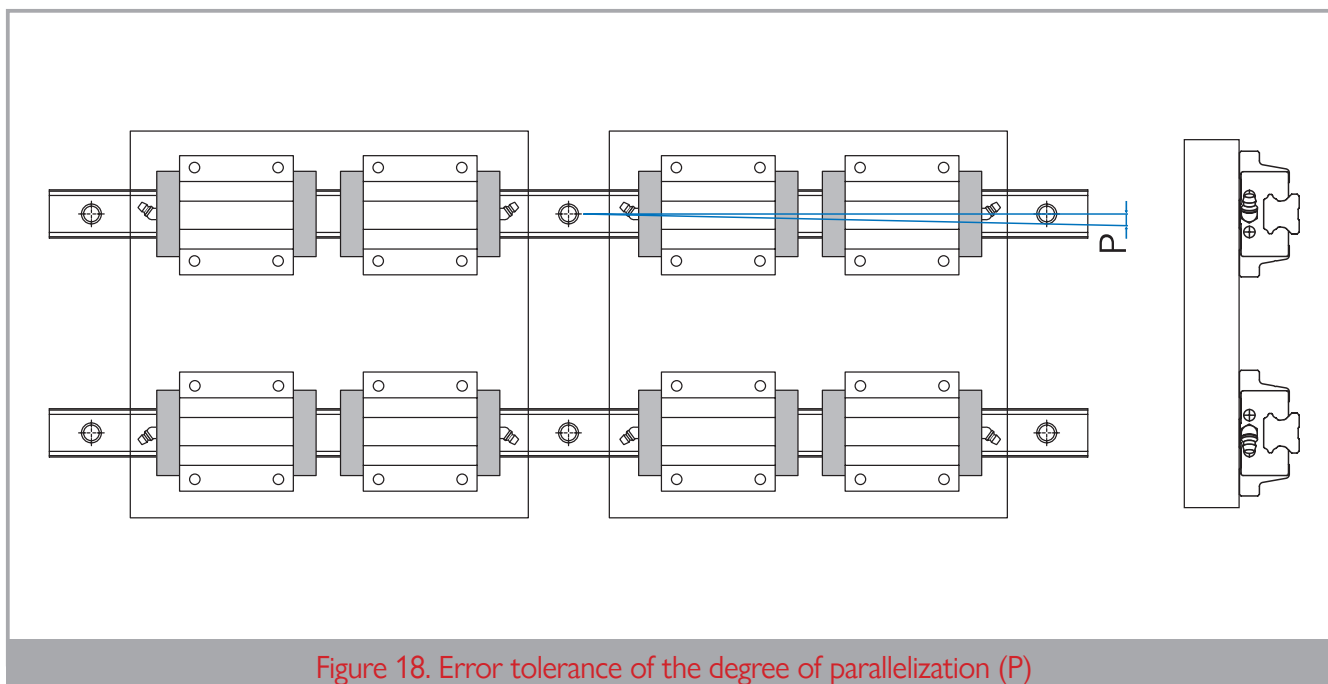 P
Figure 18. Error tolerance of the degree of parallelization (P)